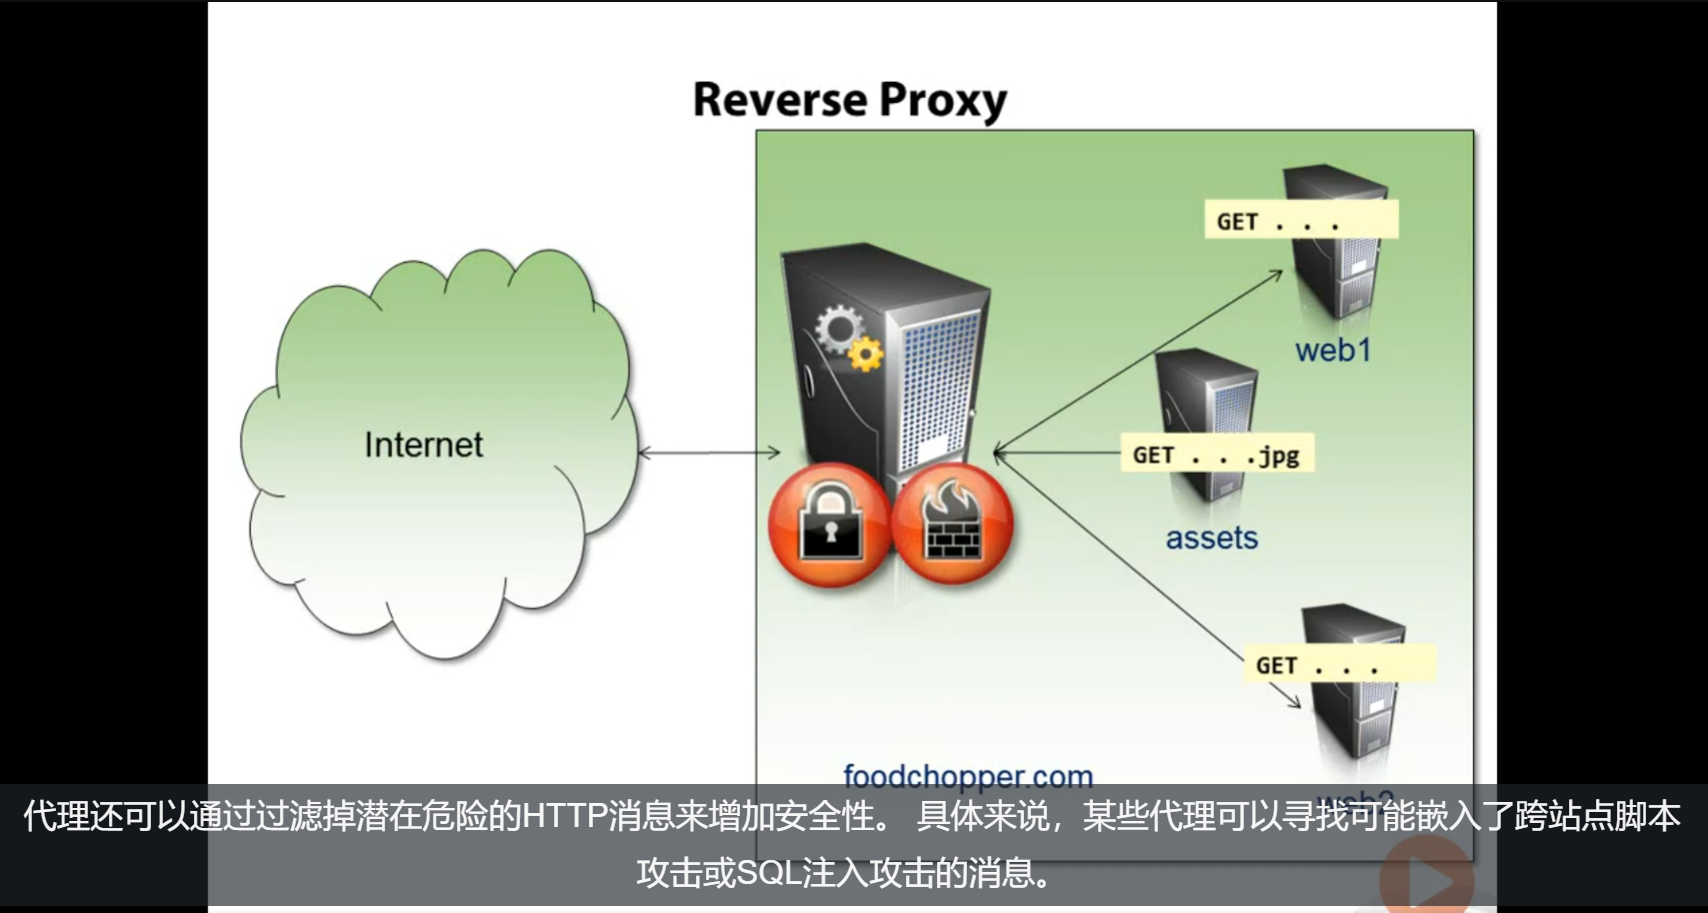 Reverse Proxy
GET . . .
web1
Internet
GET . . .jpg
assets
GET . . .
foodchopper.com
web2
代理还可以通过过滤掉潜在危险的HTTP消息来增加安全性。 具体来说，某些代理可以寻找可能嵌入了跨站点脚本
攻击或SQL注入攻击的消息。